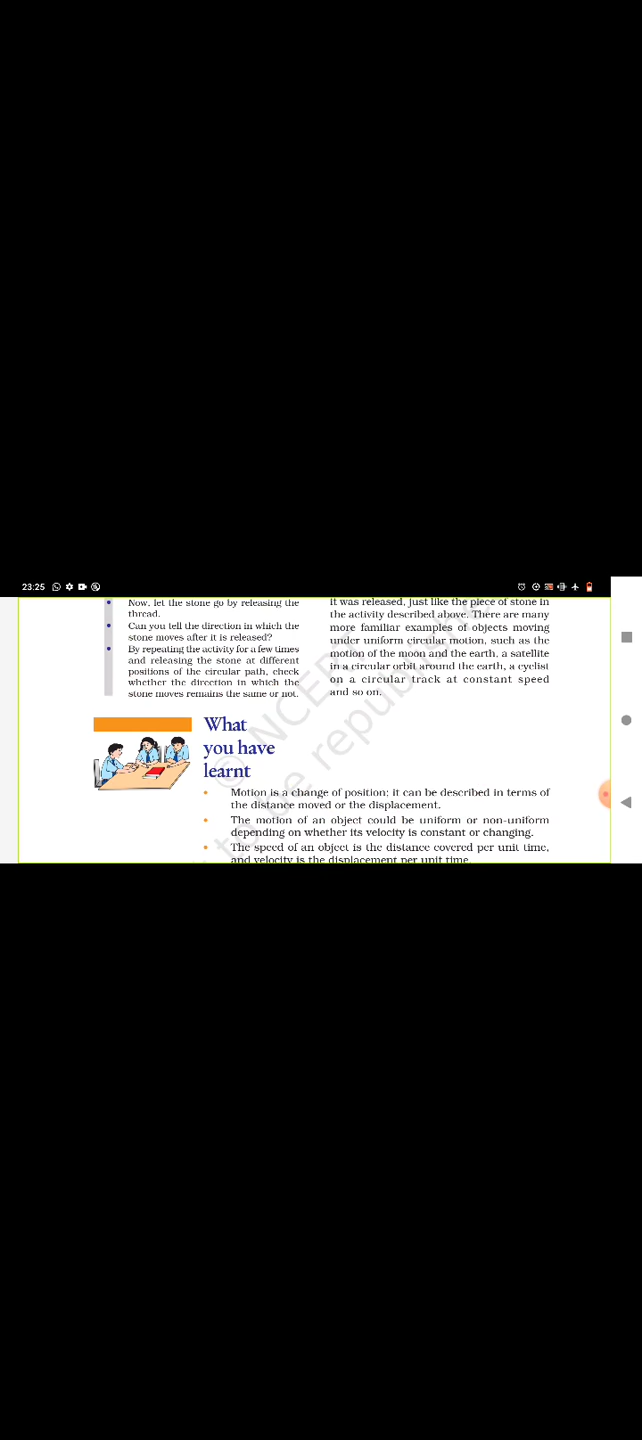 23:25
Now, let the stone go by releasing the
thread.
Can you tell the direction in which the
stone moves after it is released?
By repeating the activity for a few times
and releasing the stone at different
positions of the circular path, check
whether the direction in which the
stone moves remains the same or not.
it was released, just like the piece of stone in
the activity described above. There are many
more familiar examples of objects moving
under uniform circular motion, such as the
motion of the moon and the earth, a satellite
in a circular orbit around the earth, a cyclist
on a circular track at constant speed
and so on.
What
you have
learnt
• Motion is a change of position; it can be described in terms of
the distance moved or the displacement.
• The motion of an object could be uniform or non-uniform
depending on whether its velocity is constant or changing.
• The speed of an object is the distance covered per unit time,
and velocity is the displacement per unit time.
© NCERT
to be republished